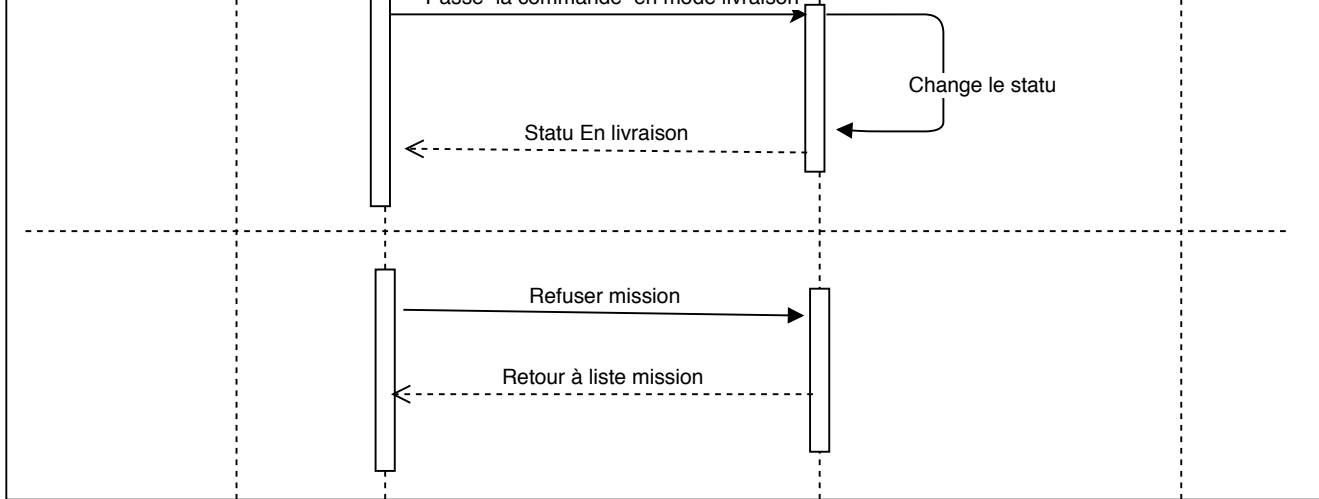 Passe la commande en mode livraison
Change le statu
Statu En livraison
Refuser mission
Retour à liste mission